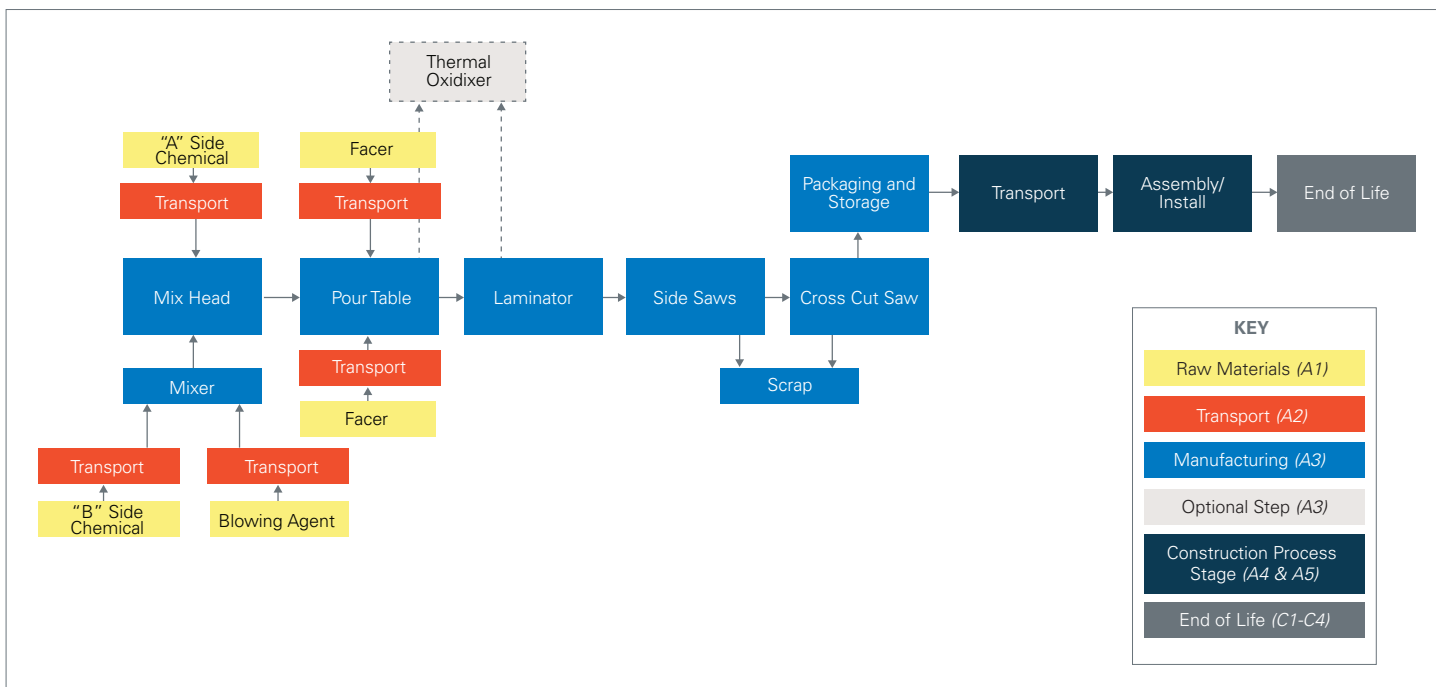 Thermal
Oxidixer
“A” Side
Chemical
Facer
Transport
Transport
Packaging and
Storage
Transport
Assembly/
Install
End of Life
Mix Head
Pour Table
Laminator
Side Saws
Cross Cut Saw
Transport
Mixer
Scrap
Facer
Transport
Transport
“B” Side
Chemical
Blowing Agent
KEY
Raw Materials (A1)
Transport (A2)
Manufacturing (A3)
Optional Step (A3)
Construction Process
Stage (A4 & A5)
End of Life (C1-C4)